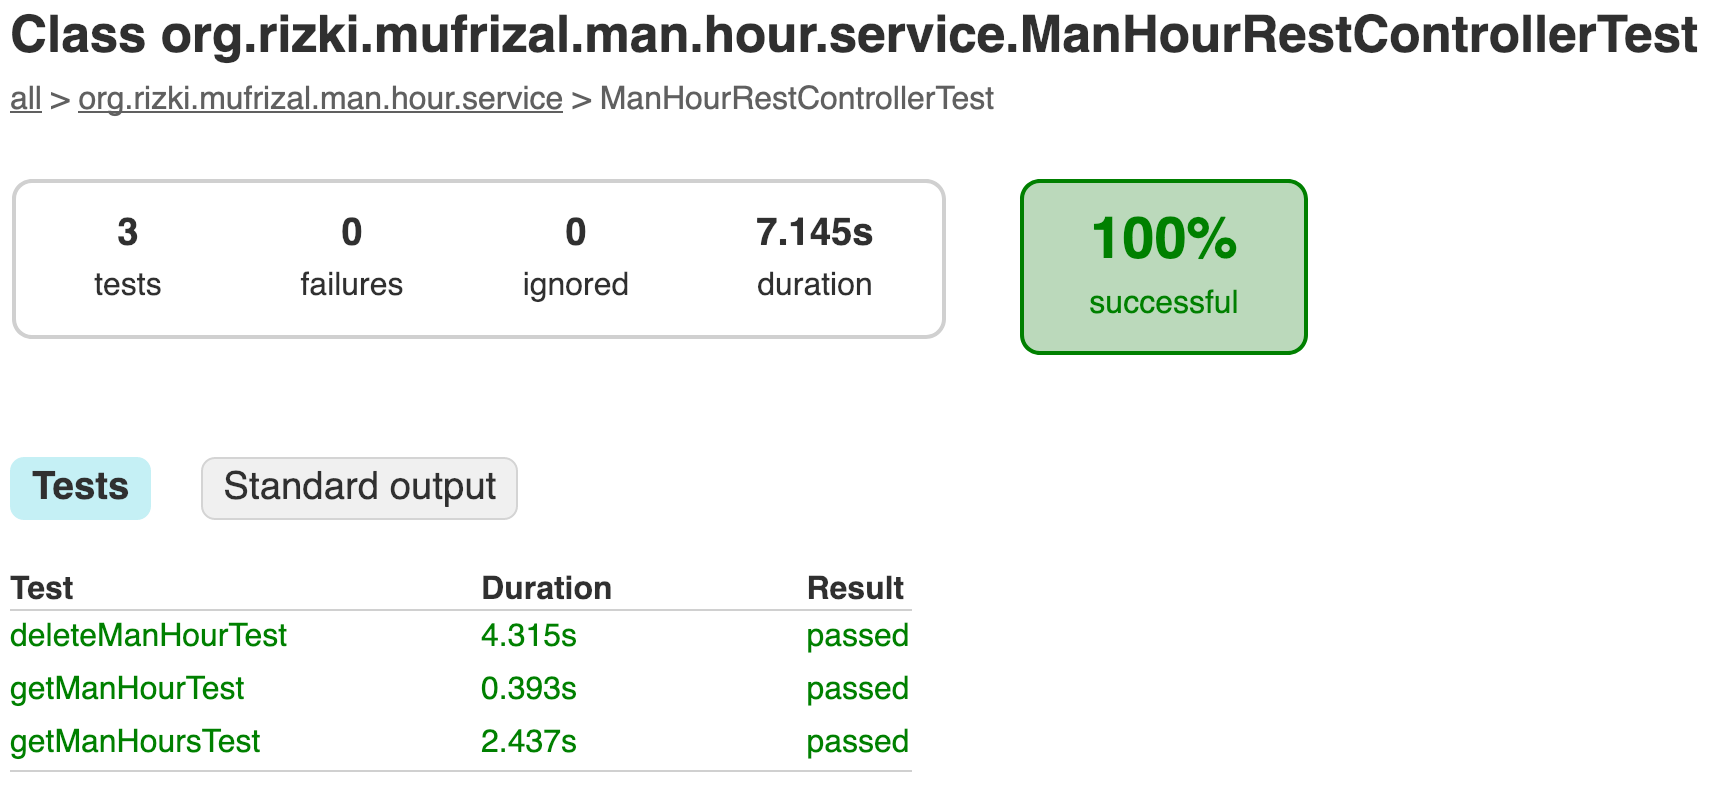 Class org.rizki.mufrizal.man.hour.service.ManHourRestControllerTest
all > org.rizki.mufrizal.man.hour.service > ManHourRestControllerTest
3 0 0 7.145s
tests failures ignored duration
100%
successful
Tests Standard output
Test Duration Result
deleteManHourTest 4.315s passed
getManHourTest 0.393s passed
getManHoursTest 2.437s passed